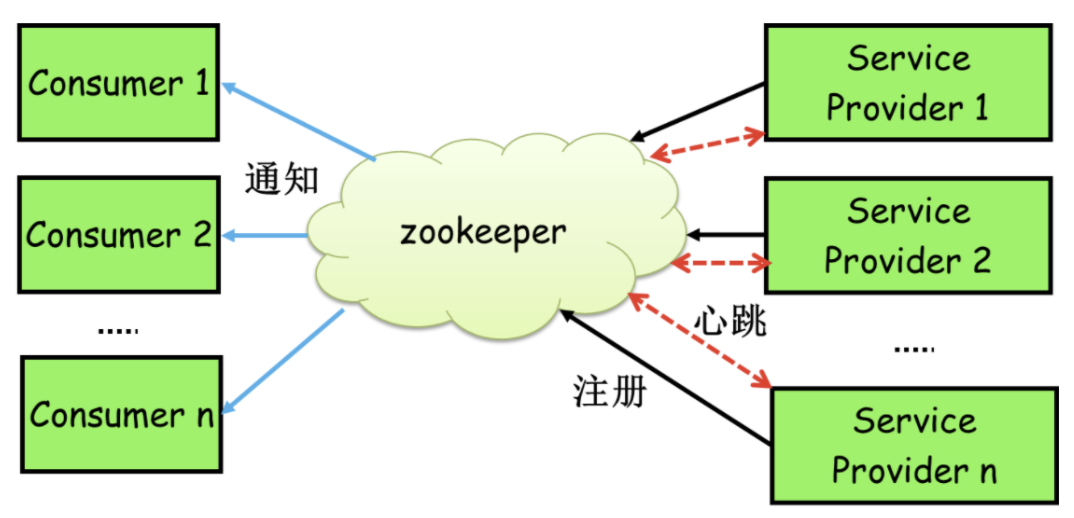 Consumer 1
通知
Consumer 2
.....
Consumer n
zookeeper
Service
Provider 1
Service
Provider 2
心跳
.....
注册
Service
Provider n